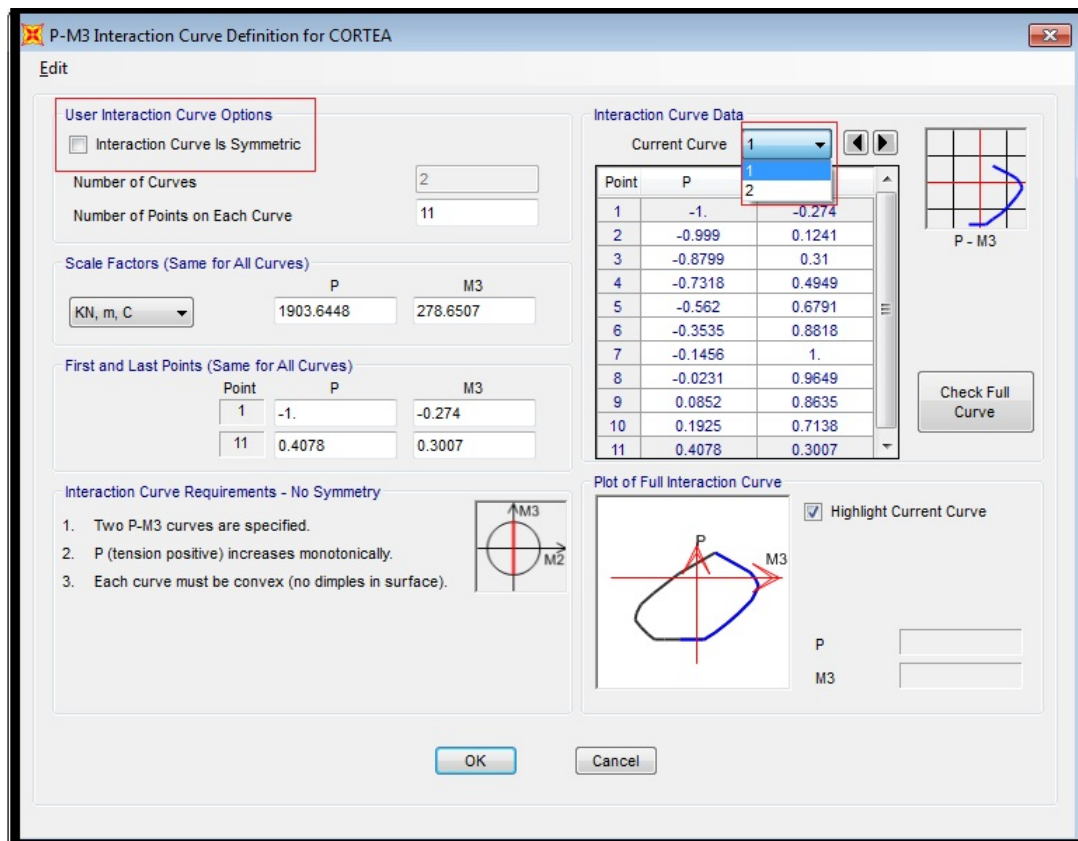 P-M3 Interaction Curve Definition for CORTEA
Edit
User Interaction Curve Options
Interaction Curve Is Symmetric
Number of Curves 2
Number of Points on Each Curve 11
Scale Factors (Same for All Curves)
P M3
KN, m, C 1903.6448 278.6507
First and Last Points (Same for All Curves)
Point P M3
1 -1. -0.274
11 0.4078 0.3007
Interaction Curve Requirements - No Symmetry
1. Two P-M3 curves are specified.
2. P (tension positive) increases monotonically.
3. Each curve must be convex (no dimples in surface).
M3
M2
Interaction Curve Data
Current Curve 1
1
2
Point P
1 -1. -0.274
2 -0.999 0.1241
3 -0.8799 0.31
4 -0.7318 0.4949
5 -0.562 0.6791
6 -0.3535 0.8818
7 -0.1456 1.
8 -0.0231 0.9649
9 0.0852 0.8635
10 0.1925 0.7138
11 0.4078 0.3007
P - M3
Check Full
Curve
Plot of Full Interaction Curve
Highlight Current Curve
P
M3
P
M3
OK
Cancel